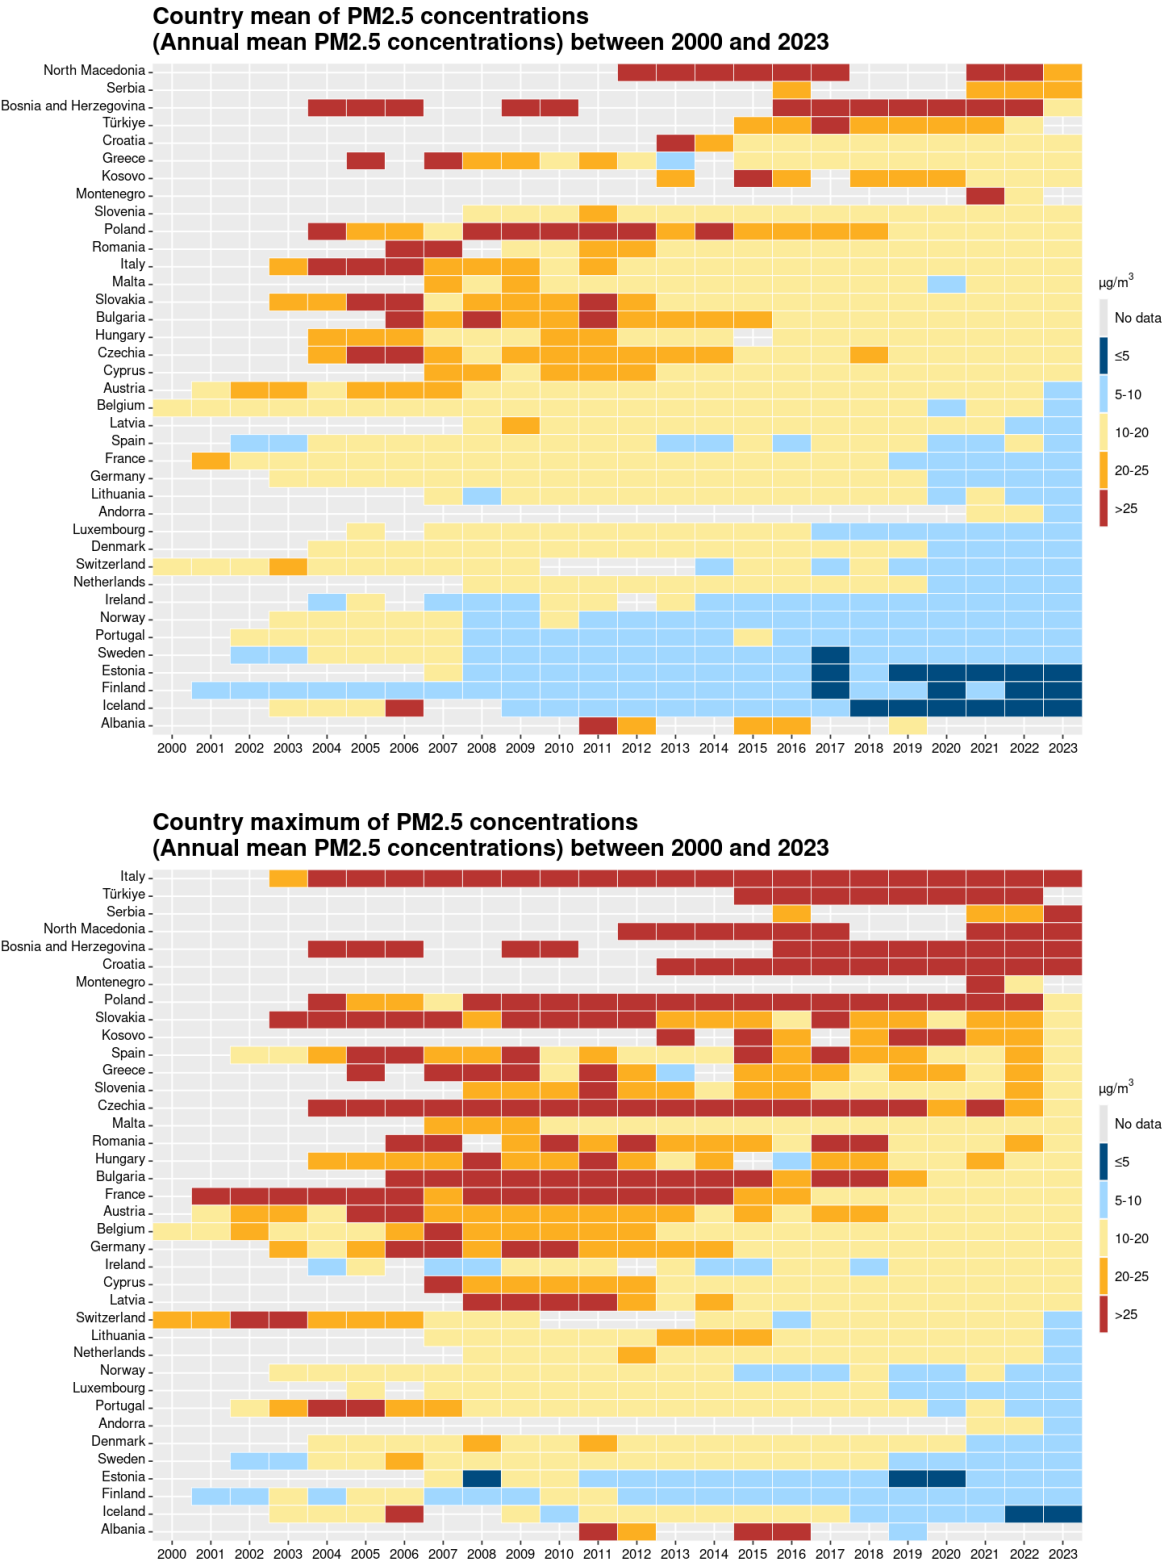 Country mean of PM2.5 concentrations
(Annual mean PM2.5 concentrations) between 2000 and 2023
North Macedonia
Serbia
Bosnia and Herzegovina
Türkiye
Croatia
Greece
Kosovo
Montenegro
Slovenia
Poland
Romania
Italy
Malta
Slovakia
Bulgaria
Hungary
Czechia
Cyprus
Austria
Belgium
Latvia
Spain
France
Germany
Lithuania
Andorra
Luxembourg
Denmark
Switzerland
Netherlands
Ireland
Norway
Portugal
Sweden
Estonia
Finland
Iceland
Albania
2000 2001 2002 2003 2004 2005 2006 2007 2008 2009 2010 2011 2012 2013 2014 2015 2016 2017 2018 2019 2020 2021 2022 2023
µg/m³
No data
≤5
5-10
10-20
20-25
>25
Country maximum of PM2.5 concentrations
(Annual mean PM2.5 concentrations) between 2000 and 2023
Italy
Türkiye
Serbia
North Macedonia
Bosnia and Herzegovina
Croatia
Montenegro
Poland
Slovakia
Kosovo
Spain
Greece
Slovenia
Czechia
Malta
Romania
Hungary
Bulgaria
France
Austria
Belgium
Germany
Ireland
Cyprus
Latvia
Switzerland
Lithuania
Netherlands
Norway
Luxembourg
Portugal
Andorra
Denmark
Sweden
Estonia
Finland
Iceland
Albania
2000 2001 2002 2003 2004 2005 2006 2007 2008 2009 2010 2011 2012 2013 2014 2015 2016 2017 2018 2019 2020 2021 2022 2023
µg/m³
No data
≤5
5-10
10-20
20-25
>25